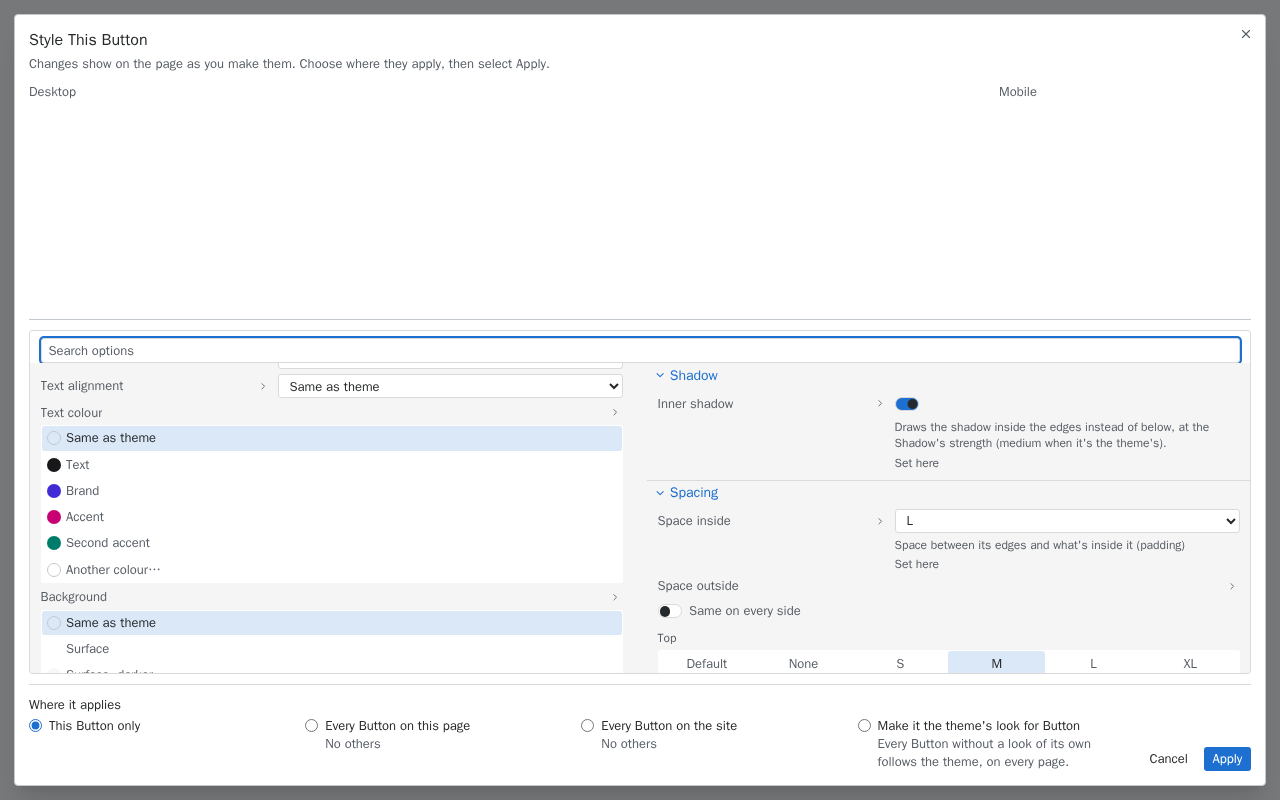 Style This Button
Changes show on the page as you make them. Choose where they apply, then select Apply.
Desktop
Mobile
Search options
Text alignment
Same as theme
Text colour
Same as theme
Text
Brand
Accent
Second accent
Another colour···
Background
Same as theme
Surface
Shadow
Inner shadow
Draws the shadow inside the edges instead of below, at the
Shadow's strength (medium when it's the theme's).
Set here
Spacing
Space inside
L
Space between its edges and what's inside it (padding)
Set here
Space outside
Same on every side
Top
Default None S M L XL
Where it applies
This Button only
Every Button on this page
No others
Every Button on the site
No others
Make it the theme's look for Button
Every Button without a look of its own
follows the theme, on every page.
Cancel
Apply